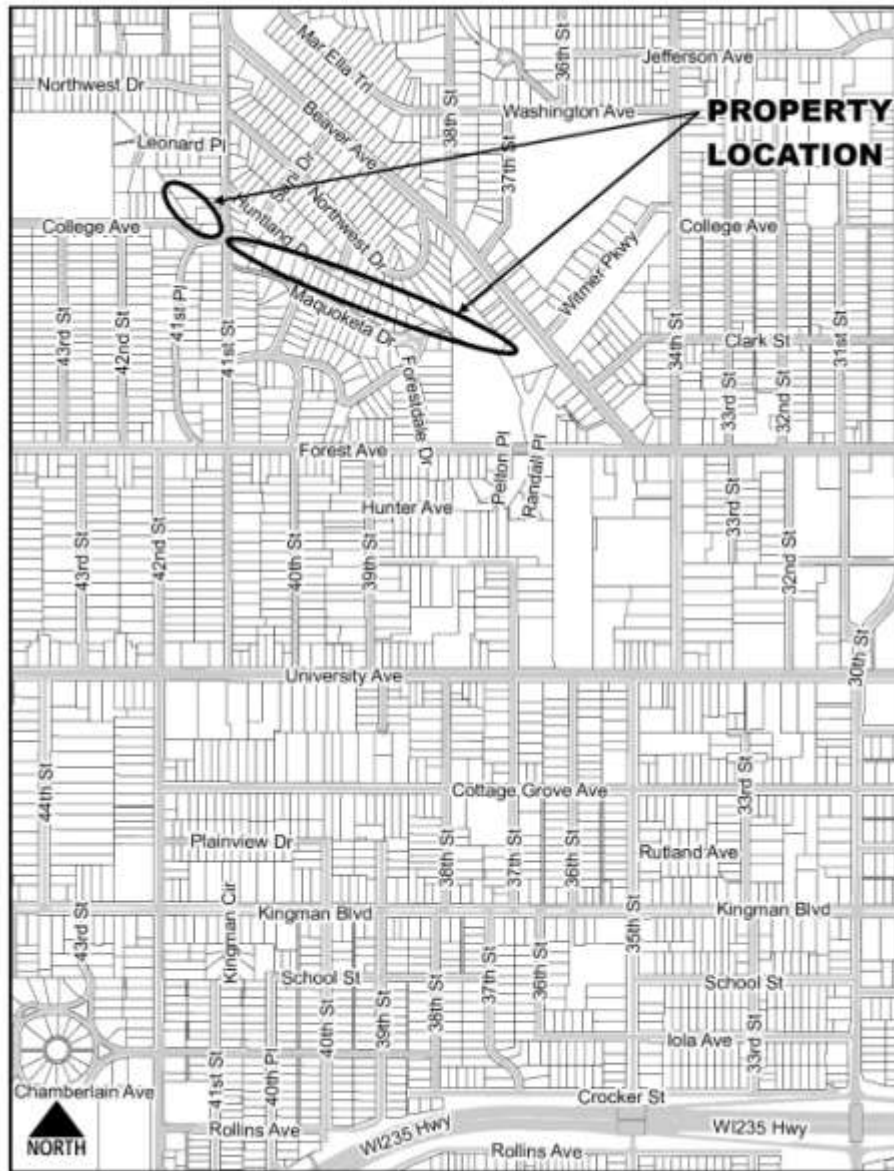 Mar Ella Trl
36th St
Jefferson Ave
Northwest Dr
38th St
Washington Ave
PROPERTY
LOCATION
Beaver Ave
Leonard Pl
37th St
Northwest Dr
Huntland Dr
College Ave
College Ave
Witmer Pkwy
43rd St
42nd St
41st Pl
41st St
Maquoketa Dr
34th St
Clark St
31st St
33rd St
32nd St
Forestdale Dr
Forest Ave
Pelton Pl
Randall Pl
Hunter Ave
43rd St
42nd St
40th St
39th St
33rd St
32nd St
30th St
University Ave
44th St
Cottage Grove Ave
33rd St
Plainview Dr
38th St
37th St
36th St
Rutland Ave
43rd St
Kingman Cir
Kingman Blvd
35th St
Kingman Blvd
School St
37th St
36th St
School St
40th St
39th St
38th St
Iola Ave
33rd St
Chamberlain Ave
41st St
40th Pl
Crocker St
NORTH
Rollins Ave
WI235 Hwy
WI235 Hwy
Rollins Ave